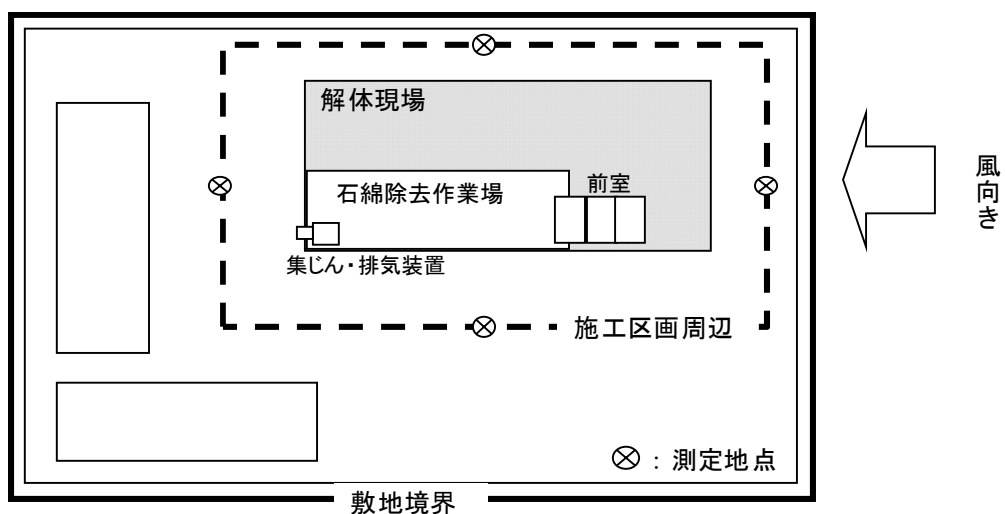 解体現場
前室
石綿除去作業場
集じん・排気装置
風向き
施工区画周辺
⊗ : 測定地点
敷地境界